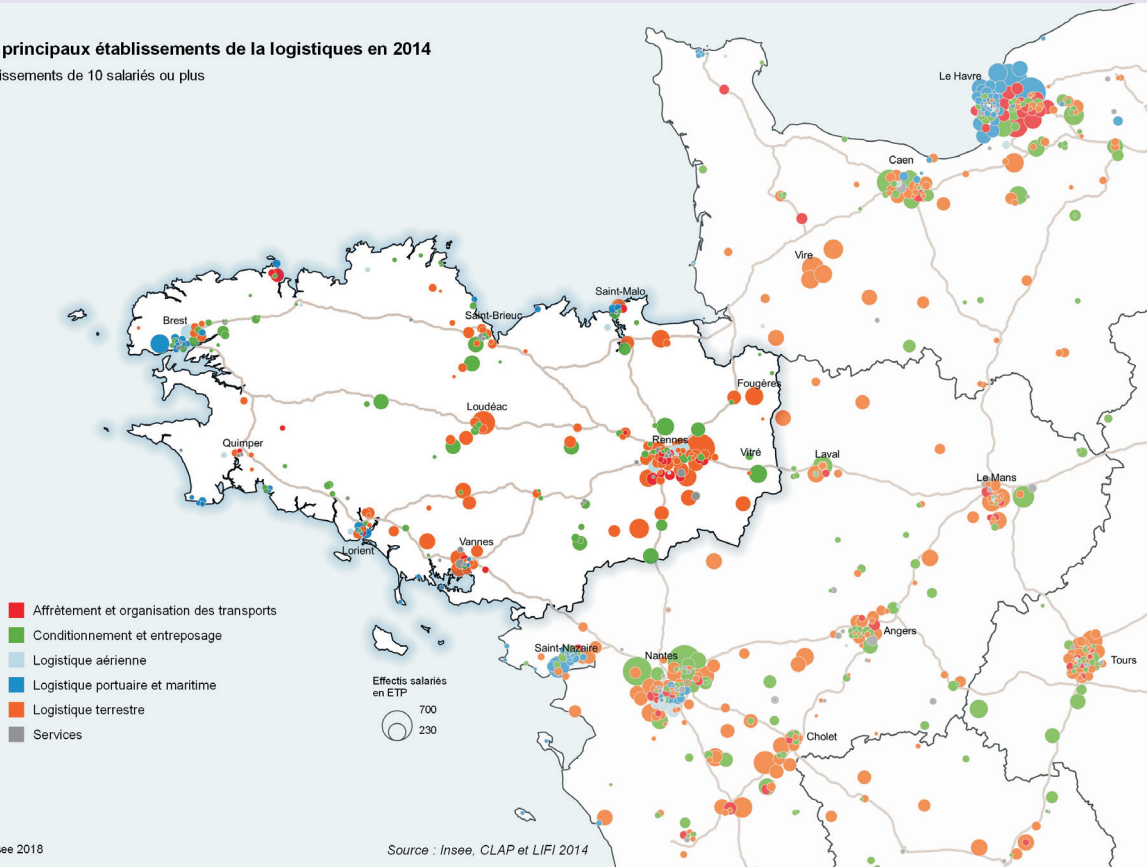 principaux établissements de la logistiques en 2014
issements de 10 salariés ou plus
Le Havre
Caen
Vire
Saint-Malo
Brest
Saint-Brieuc
Fougères
Loudéac
Quimper
Rennes
Vitré
Laval
Le Mans
Lorient
Vannes
Affrètement et organisation des transports
Conditionnement et entreposage
Logistique aérienne
Logistique portuaire et maritime
Logistique terrestre
Services
Effectis salariés
en ETP
700
230
Saint-Nazaire
Nantes
Angers
Tours
Cholet
see 2018
Source : Insee, CLAP et LIFI 2014